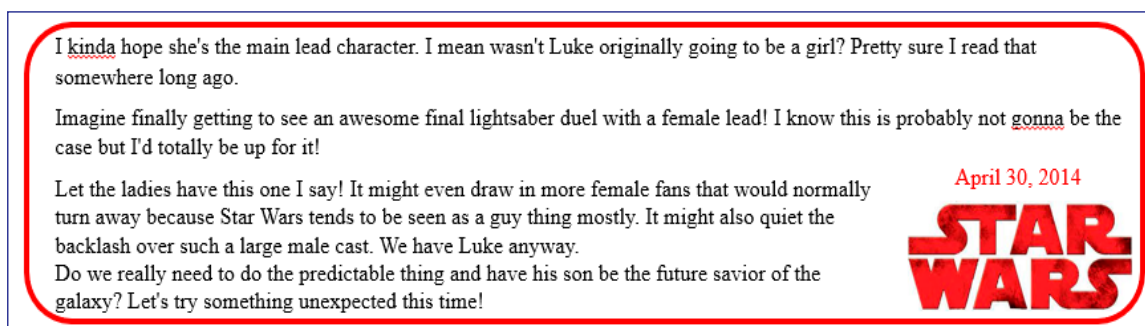 I kinda hope she's the main lead character. I mean wasn't Luke originally going to be a girl? Pretty sure I read that
somewhere long ago.
Imagine finally getting to see an awesome final lightsaber duel with a female lead! I know this is probably not gonna be the
case but I'd totally be up for it!
Let the ladies have this one I say! It might even draw in more female fans that would normally
turn away because Star Wars tends to be seen as a guy thing mostly. It might also quiet the
backlash over such a large male cast. We have Luke anyway.
Do we really need to do the predictable thing and have his son be the future savior of the
galaxy? Let's try something unexpected this time!
April 30, 2014
STAR
WARS